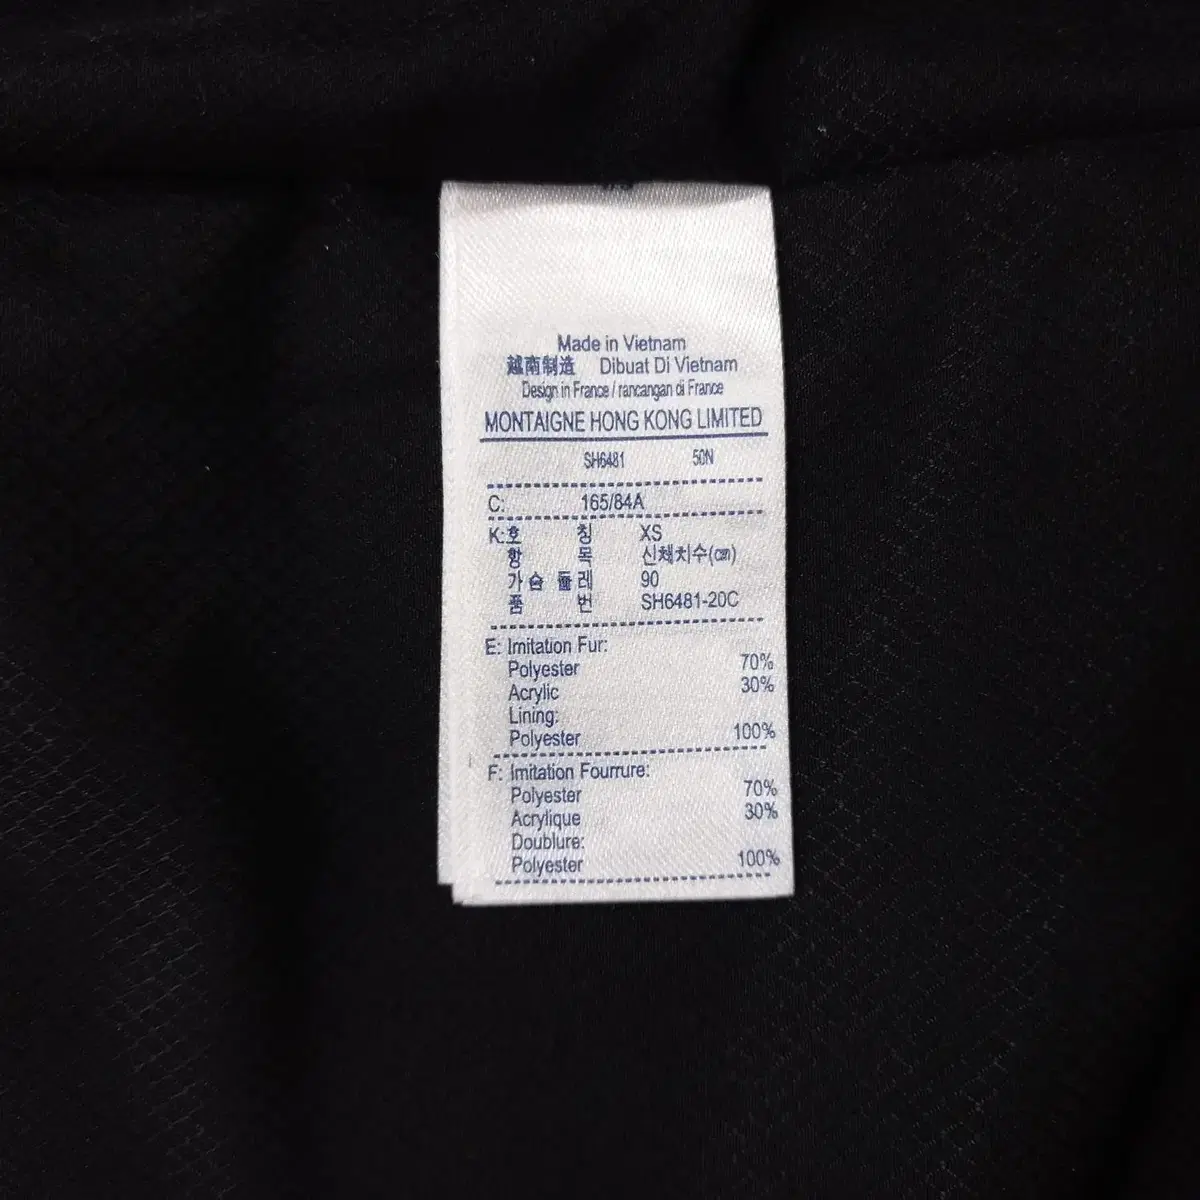 Made in Vietnam
越南制造 Dibuat Di Vietnam
Design in France / rancangan di France
MONTAIGNE HONG KONG LIMITED
SH6481 50N
C: 165/84A
K:호 칭 XS
항 목 신체치수(㎝)
가슴 둘레 90
품 번 SH6481-20C
E: Imitation Fur:
Polyester 70%
Acrylic 30%
Lining:
Polyester 100%
F: Imitation Fourrure:
Polyester 70%
Acrylique 30%
Doublure:
Polyester 100%